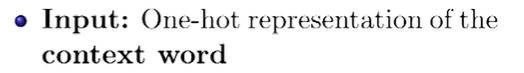 • Input: One-hot representation of the
context word